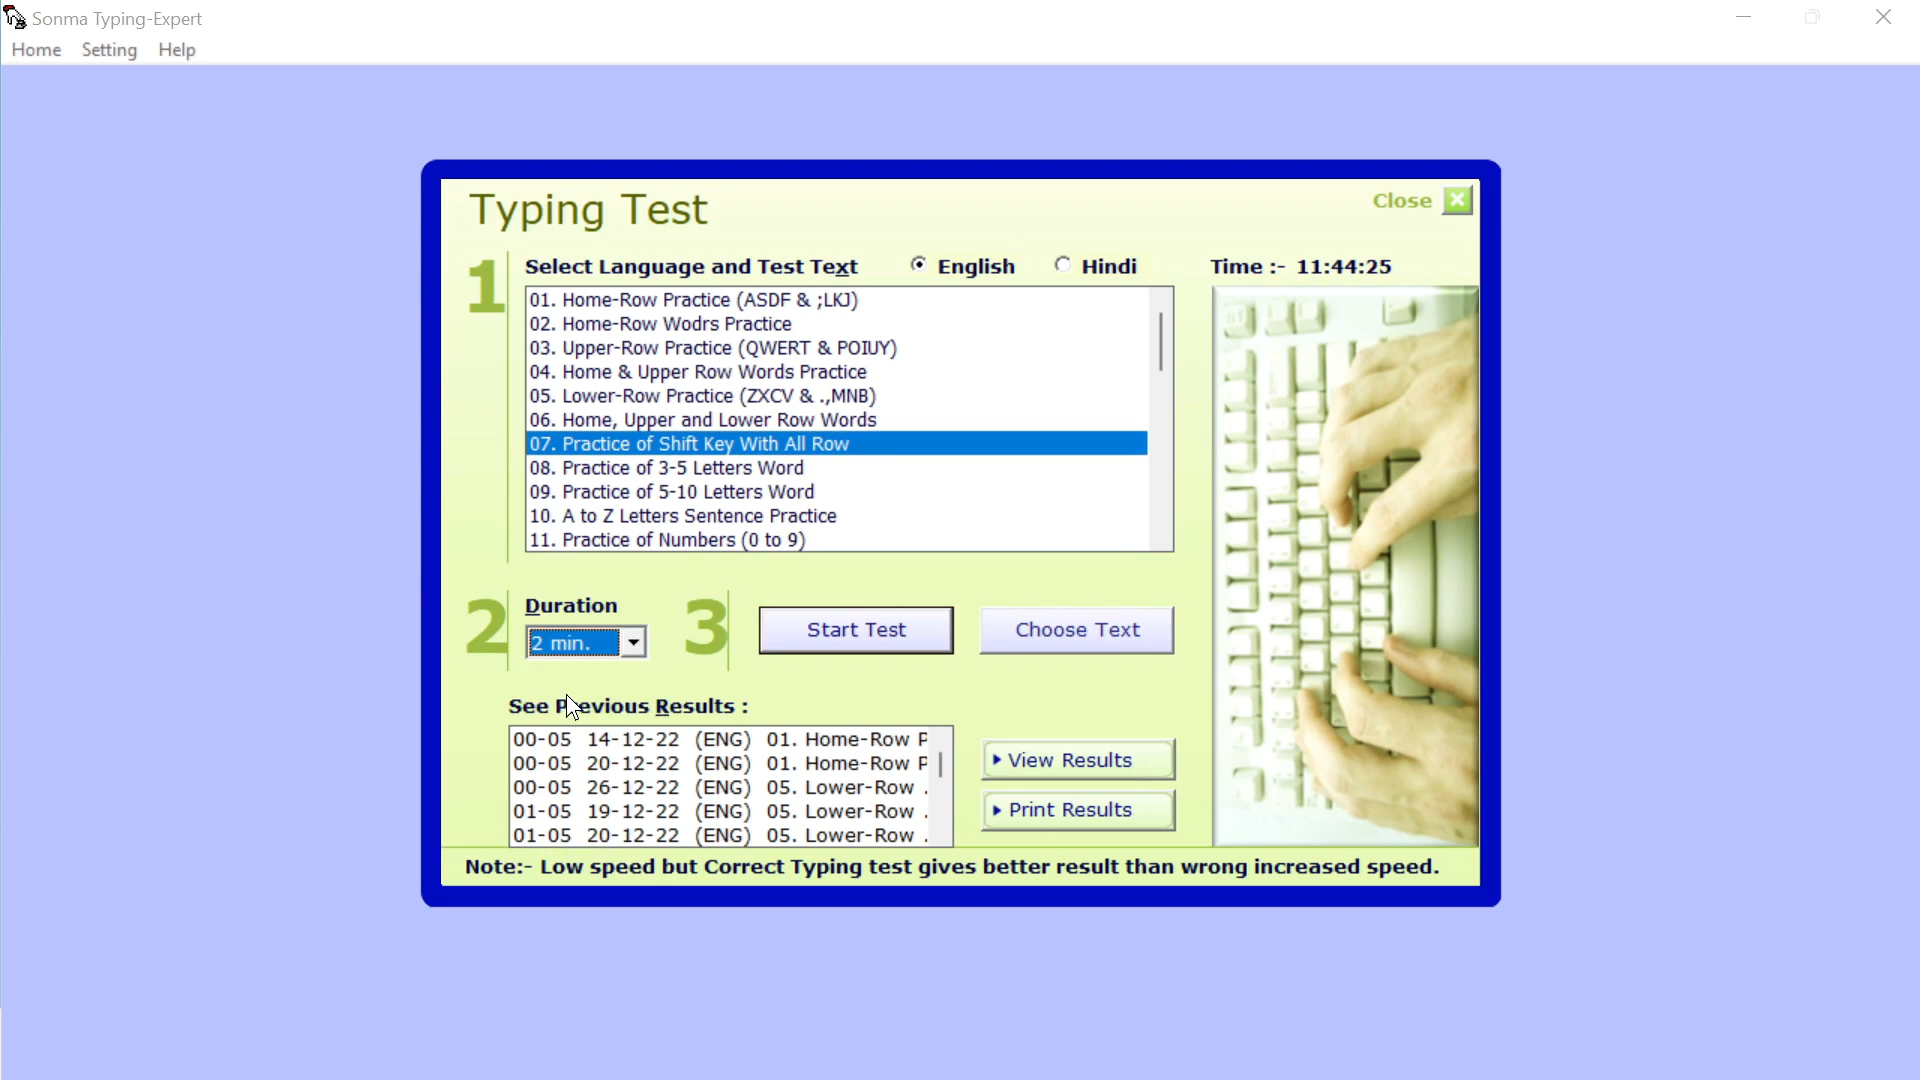 Sonma Typing-Expert
Home Setting Help
Typing Test
Close
1
Select Language and Test Text
English
Hindi
Time :- 11:44:25
01. Home-Row Practice (ASDF & ;LKJ)
02. Home-Row Wodrs Practice
03. Upper-Row Practice (QWERT & POIUY)
04. Home & Upper Row Words Practice
05. Lower-Row Practice (ZXCV & .,MNB)
06. Home, Upper and Lower Row Words
07. Practice of Shift Key With All Row
08. Practice of 3-5 Letters Word
09. Practice of 5-10 Letters Word
10. A to Z Letters Sentence Practice
11. Practice of Numbers (0 to 9)
2
Duration
2 min.
3
Start Test
Choose Text
See Previous Results :
00-05 14-12-22 (ENG) 01. Home-Row P
00-05 20-12-22 (ENG) 01. Home-Row P
00-05 26-12-22 (ENG) 05. Lower-Row .
01-05 19-12-22 (ENG) 05. Lower-Row .
01-05 20-12-22 (ENG) 05. Lower-Row .
View Results
Print Results
Note:- Low speed but Correct Typing test gives better result than wrong increased speed.